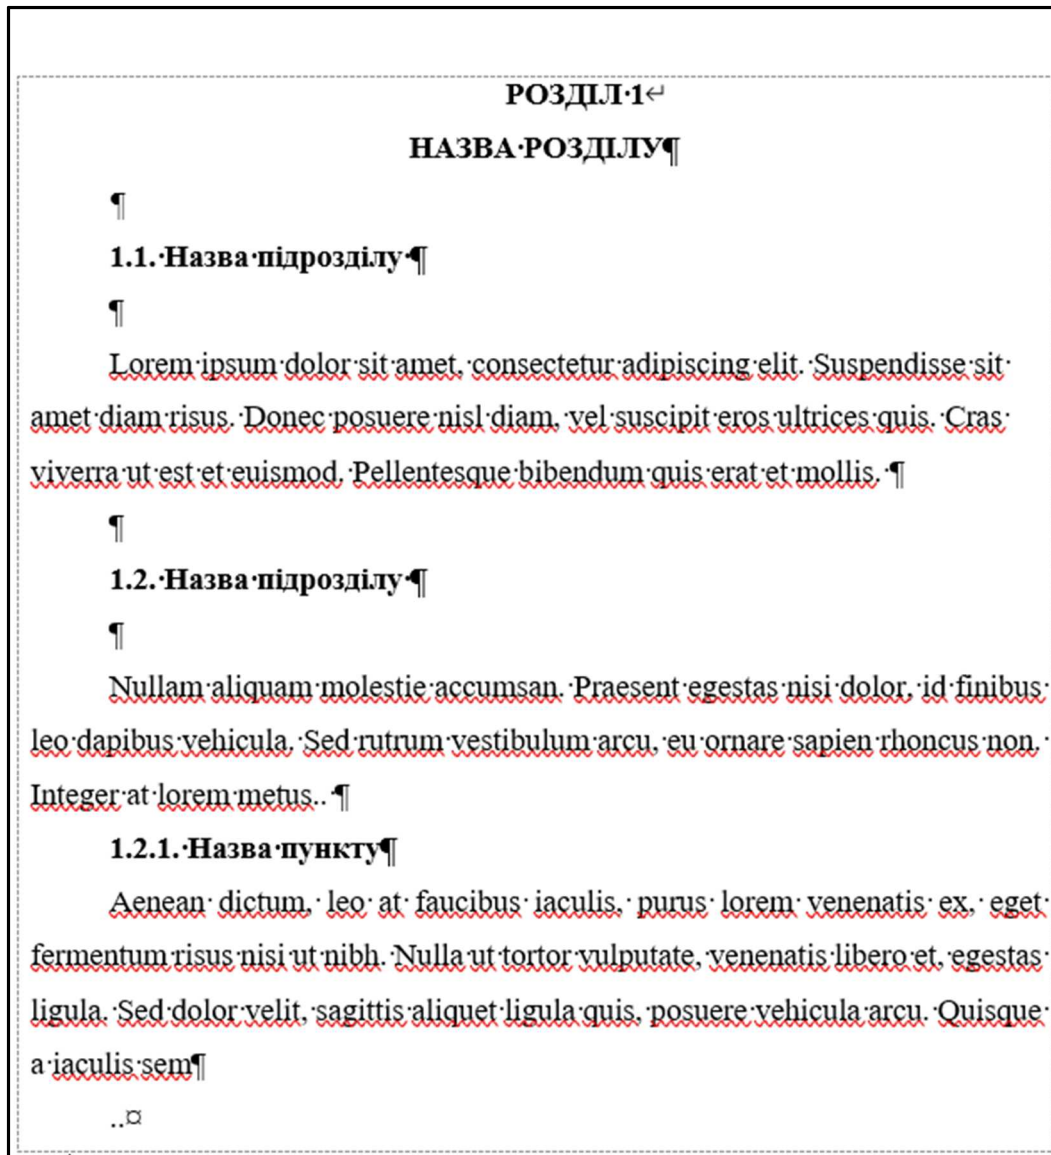 РОЗДІЛ·1↵
НАЗВА·РОЗДІЛУ¶
¶
1.1.·Назва·підрозділу·¶
¶
Lorem·ipsum·dolor·sit·amet,·consectetur·adipiscing·elit.·Suspendisse·sit·
amet·diam·risus.·Donec·posuere·nisl·diam,·vel·suscipit·eros·ultrices·quis.·Cras·
viverra·ut·est·et·euismod.·Pellentesque·bibendum·quis·erat·et·mollis.·¶
¶
1.2.·Назва·підрозділу·¶
¶
Nullam·aliquam·molestie·accumsan.·Praesent·egestas·nisi·dolor,·id·finibus·
leo·dapibus·vehicula.·Sed·rutrum·vestibulum·arcu,·eu·ornare·sapien·rhoncus·non.·
Integer·at·lorem·metus..·¶
1.2.1.·Назва·пункту¶
Aenean·dictum,·leo·at·faucibus·iaculis,·purus·lorem·venenatis·ex,·eget·
fermentum·risus·nisi·ut·nibh.·Nulla·ut·tortor·vulputate,·venenatis·libero·et,·egestas·
ligula.·Sed·dolor·velit,·sagittis·aliquet·ligula·quis,·posuere·vehicula·arcu.·Quisque·
a·iaculis·sem¶
..¤